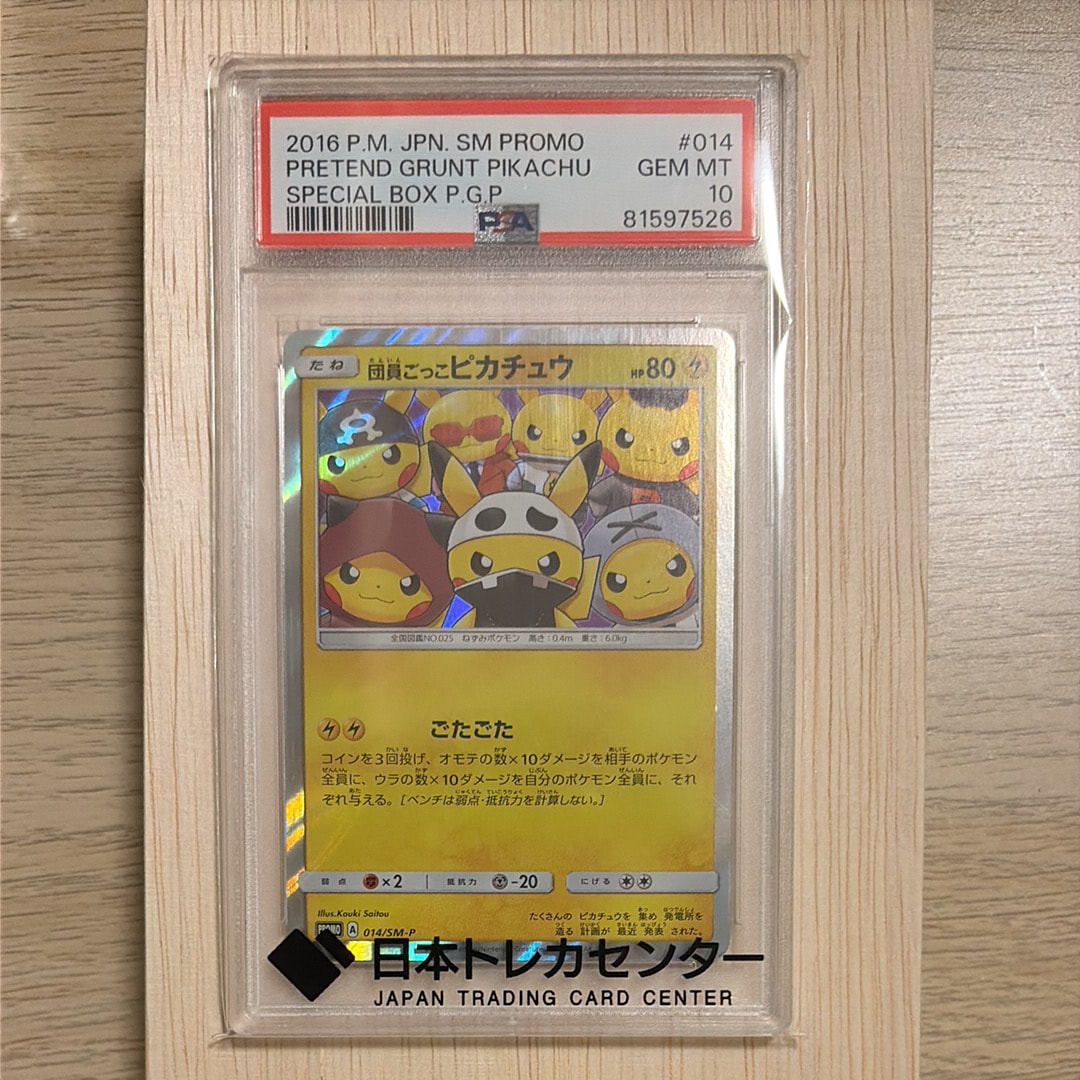 2016 P.M. JPN. SM PROMO #014
PRETEND GRUNT PIKACHU GEM MT
SPECIAL BOX P.G.P 10
PSA 81597526
たね 団員ごっこピカチュウ HP80
たんいん
全国図鑑NO.025 ねずみポケモン 高さ:0.4m 重さ:6.0kg
ごたごた
コインを3回投げ、オモテの数×10ダメージを相手のポケモン
全員に、ウラの数×10ダメージを自分のポケモン全員に、それ
ぞれ与える。[ベンチは弱点・抵抗力を計算しない。]
弱点 ×2 抵抗力 -20 にげる
Illus.Kouki Saitou
たくさんの ピカチュウを 集め 発電所を
造る 計画が 最近 発表 された。
PROMO A 014/SM-P
日本トレカセンター
JAPAN TRADING CARD CENTER